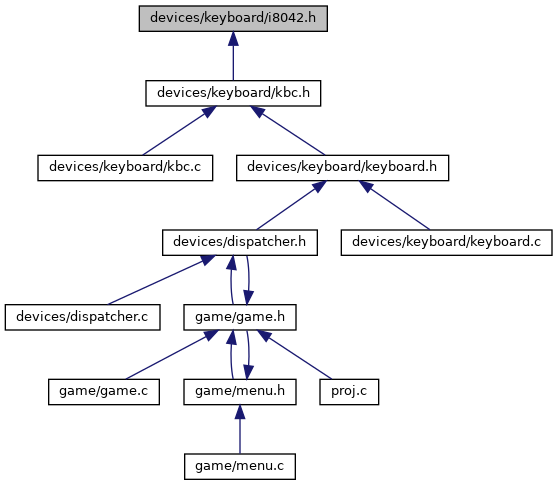 devices/keyboard/i8042.h
devices/keyboard/kbc.h
devices/keyboard/kbc.c
devices/keyboard/keyboard.h
devices/dispatcher.h
devices/keyboard/keyboard.c
devices/dispatcher.c
game/game.h
game/game.c
game/menu.h
proj.c
game/menu.c